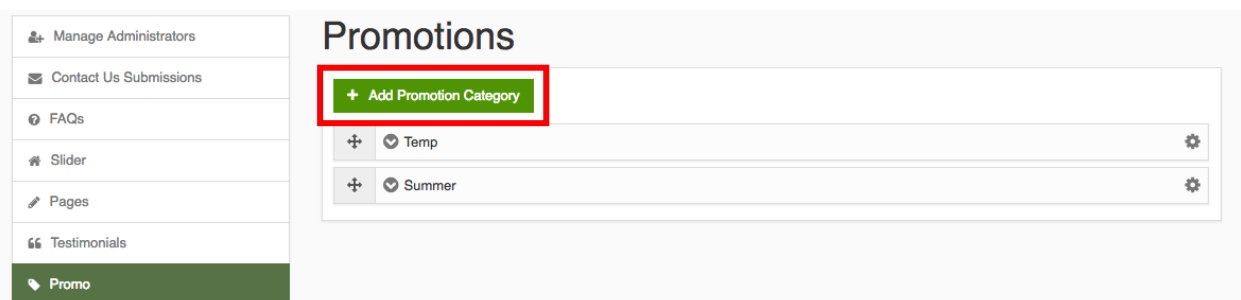 Manage Administrators
Contact Us Submissions
FAQs
Slider
Pages
Testimonials
Promo
Promotions
+ Add Promotion Category
Temp
Summer